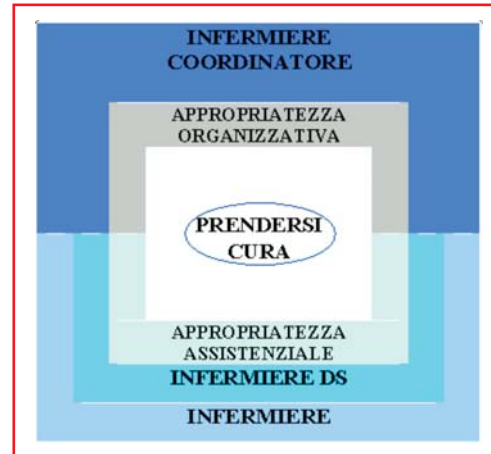 INFERMIERE
COORDINATORE
APPROPRIATEZZA
ORGANIZZATIVA
PRENDERSI
CURA
APPROPRIATEZZA
ASSISTENZIALE
INFERMIERE DS
INFERMIERE